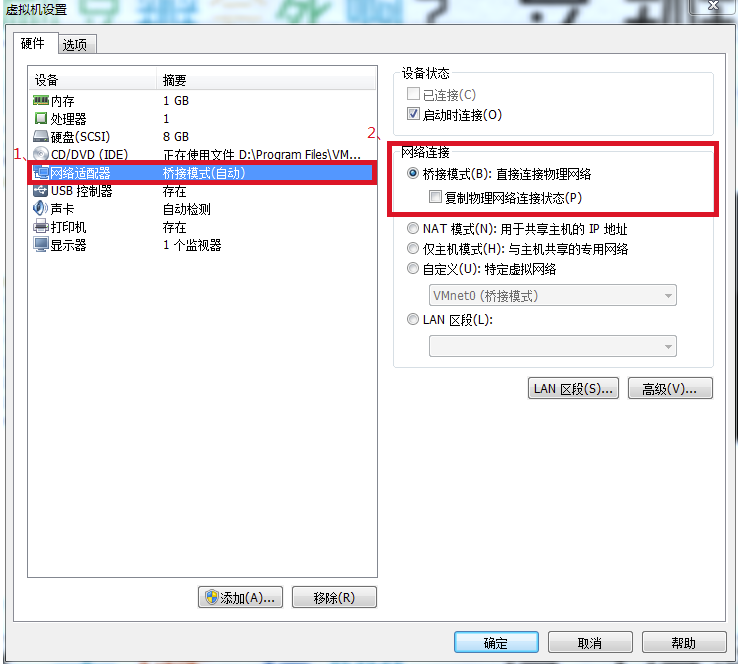 虚拟机设置
硬件 选项
设备 摘要
内存 1 GB
处理器 1
硬盘(SCSI) 8 GB
1、 CD/DVD (IDE) 正在使用文件 D:\Program Files\VM...
网络适配器 桥接模式(自动)
USB 控制器 存在
声卡 自动检测
打印机 存在
显示器 1 个监视器
添加(A)... 移除(R)
设备状态
已连接(C)
启动时连接(O)
2、
网络连接
桥接模式(B): 直接连接物理网络
复制物理网络连接状态(P)
NAT 模式(N): 用于共享主机的 IP 地址
仅主机模式(H): 与主机共享的专用网络
自定义(U): 特定虚拟网络
VMnet0 (桥接模式)
LAN 区段(L):
LAN 区段(S)... 高级(V)...
确定 取消 帮助